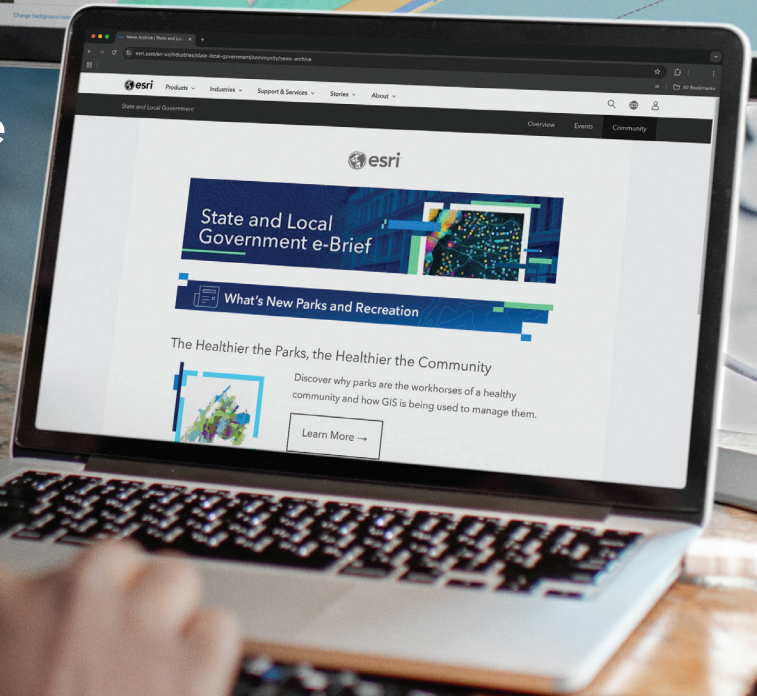 Change background
e
News Archive | State and Loc
esri.com/en-us/industries/state-local-government/community/news-archive
All Bookmarks
esri Products Industries Support & Services Stories About
State and Local Government
Overview Events Community
esri
State and Local
Government e-Brief
What's New Parks and Recreation
The Healthier the Parks, the Healthier the Community
Discover why parks are the workhorses of a healthy
community and how GIS is being used to manage them.
Learn More →